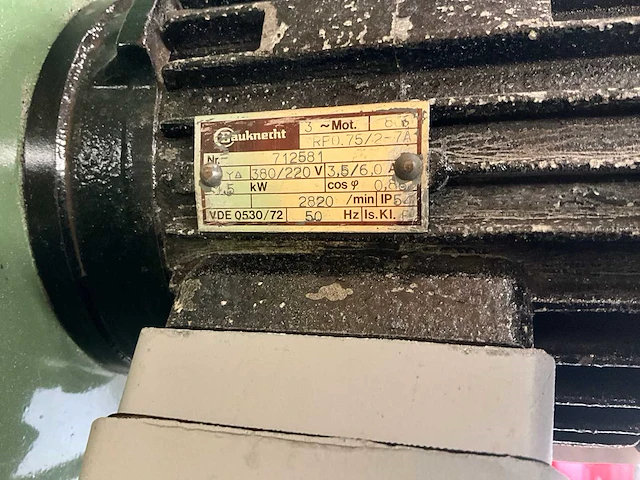 Bauknecht 3 ~Mot.
RF0.75/2-7A
Nr. 712581
Y△ 380/220 V 3,5/6,0 A
kW cos φ
2820 /min IP54
VDE 0530/72 50 Hz Is.Kl.